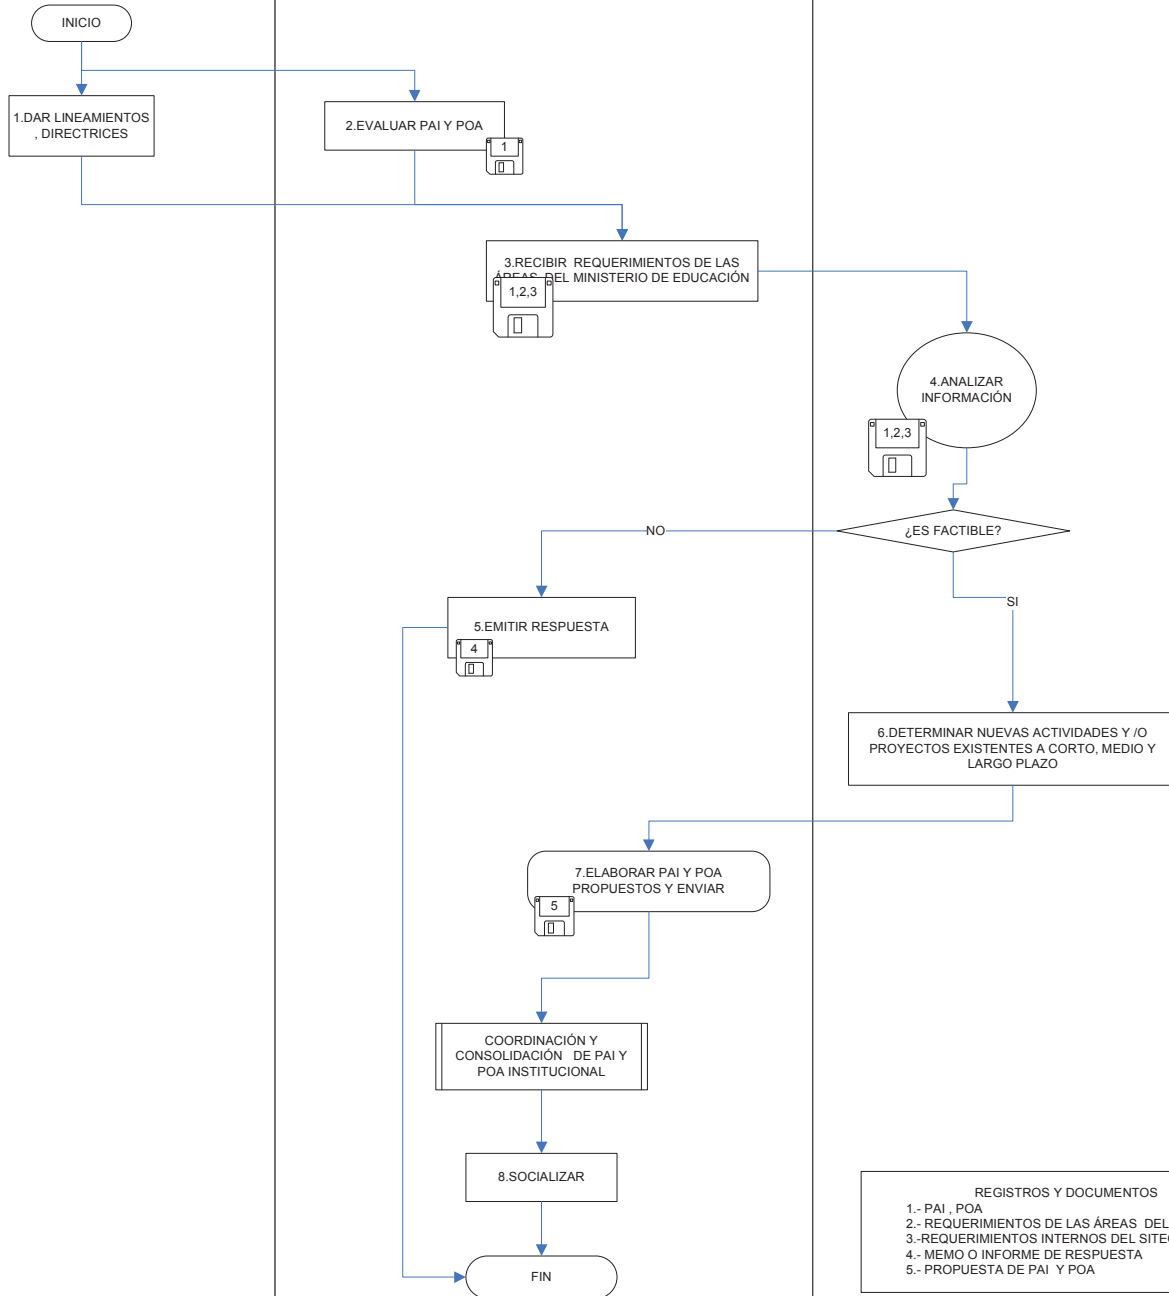 INICIO
1.DAR LINEAMIENTOS
, DIRECTRICES
2.EVALUAR PAI Y POA
1
3.RECIBIR REQUERIMIENTOS DE LAS
ÁREAS DEL MINISTERIO DE EDUCACIÓN
1,2,3
4.ANALIZAR
INFORMACIÓN
1,2,3
¿ES FACTIBLE?
NO
SI
5.EMITIR RESPUESTA
4
6.DETERMINAR NUEVAS ACTIVIDADES Y /O
PROYECTOS EXISTENTES A CORTO, MEDIO Y
LARGO PLAZO
7.ELABORAR PAI Y POA
PROPUESTOS Y ENVIAR
5
COORDINACIÓN Y
CONSOLIDACIÓN DE PAI Y
POA INSTITUCIONAL
8.SOCIALIZAR
FIN
REGISTROS Y DOCUMENTOS
1.- PAI , POA
2.- REQUERIMIENTOS DE LAS ÁREAS DEL
3.-REQUERIMIENTOS INTERNOS DEL
4.- MEMO O INFORME DE RESPUESTA
5.- PROPUESTA DE PAI Y POA